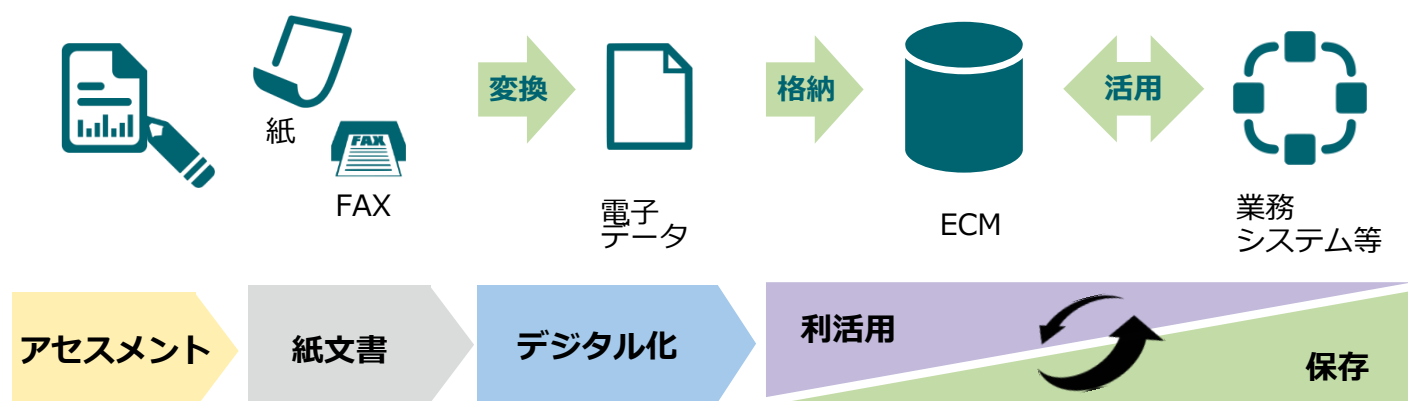 紙
FAX
FAX
変換
電子
データ
格納
ECM
活用
業務
システム等
アセスメント
紙文書
デジタル化
利活用
保存